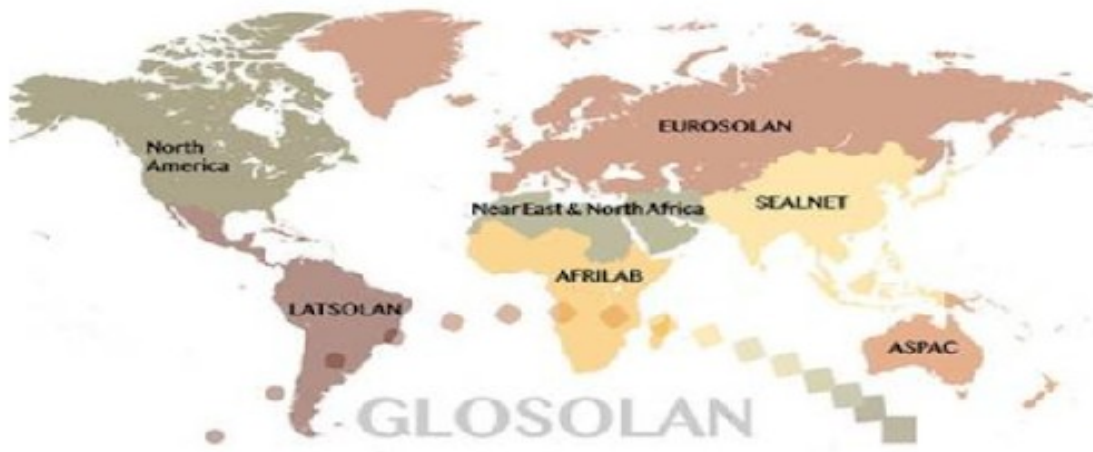 North
America
EUROSOLAN
Near East & North Africa
SEALNET
AFRILAB
LATSOLAN
ASPAC
GLOSOLAN